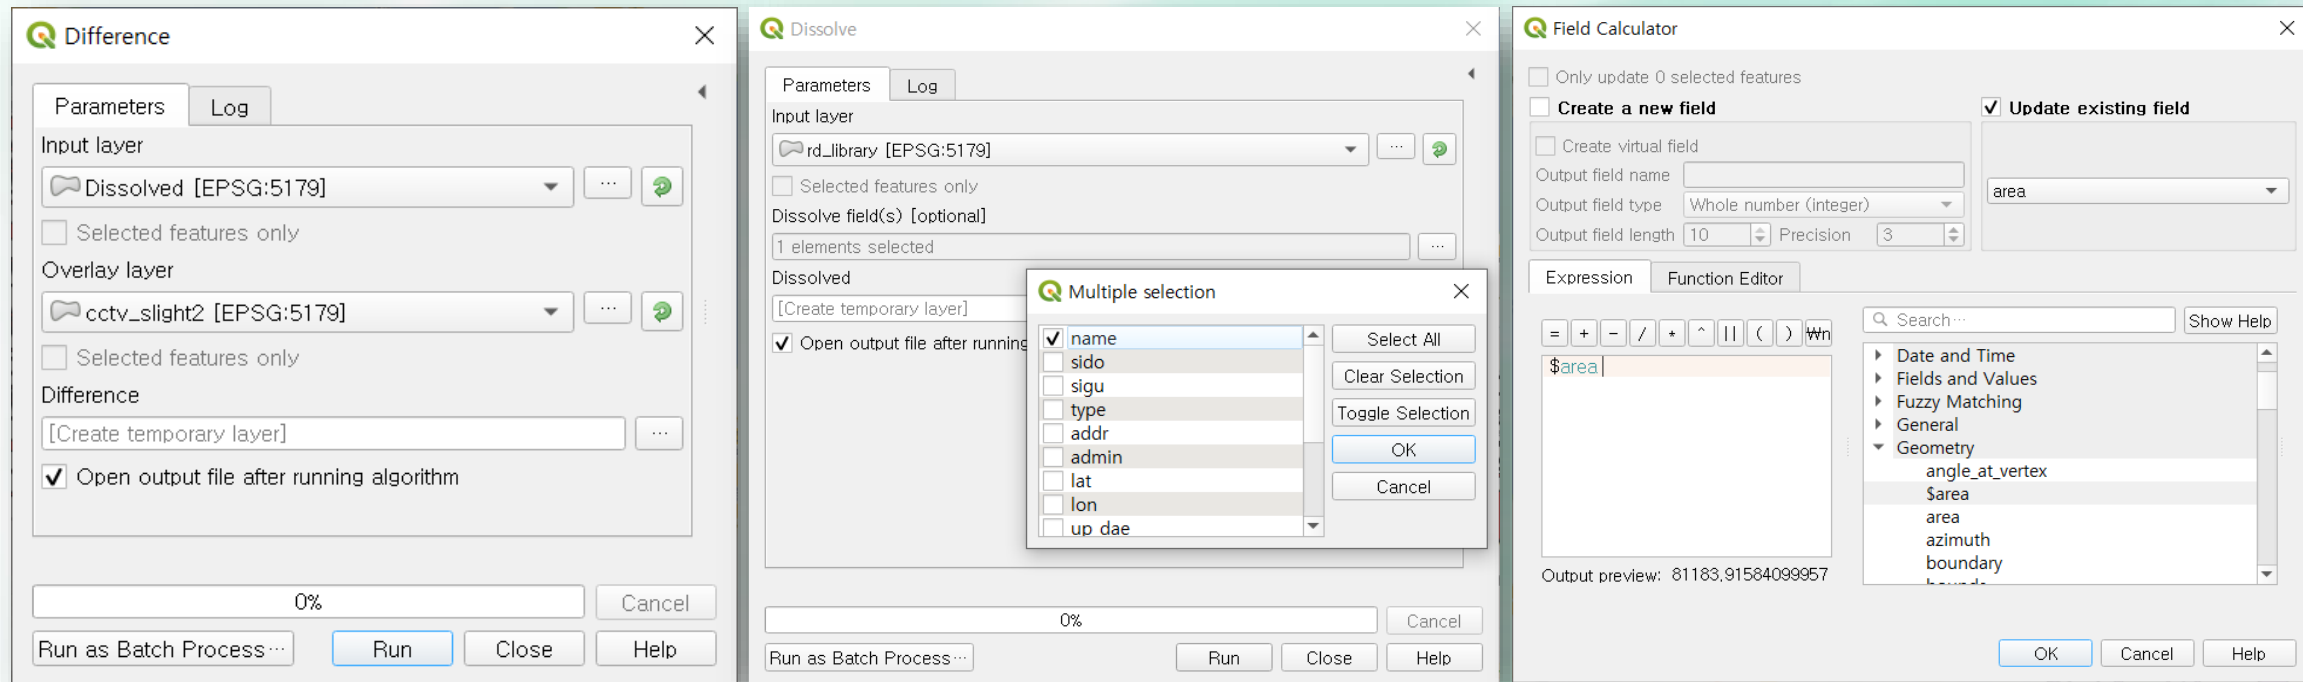 Difference
Parameters
Log
Input layer
Dissolved [EPSG:5179]
...
Selected features only
Overlay layer
cctv_slight2 [EPSG:5179]
...
Selected features only
Difference
[Create temporary layer]
...
Open output file after running algorithm
0%
Cancel
Run as Batch Process...
Run
Close
Help
Dissolve
Parameters
Log
Input layer
rd_library [EPSG:5179]
...
Selected features only
Dissolve field(s) [optional]
1 elements selected
...
Dissolved
[Create temporary layer]
Open output file after running
Multiple selection
name
sido
sigu
type
addr
admin
lat
lon
up_dae
Select All
Clear Selection
Toggle Selection
OK
Cancel
0%
Cancel
Run as Batch Process...
Run
Close
Help
Field Calculator
Only update 0 selected features
Create a new field
Create virtual field
Output field name
Output field type Whole number (integer)
Output field length 10 Precision 3
Update existing field
area
Expression
Function Editor
= + - / * ^ || ( ) ₩n
$area
Output preview: 81183,91584099957
Search...
Show Help
Date and Time
Fields and Values
Fuzzy Matching
General
Geometry
angle_at_vertex
$area
area
azimuth
boundary
OK
Cancel
Help